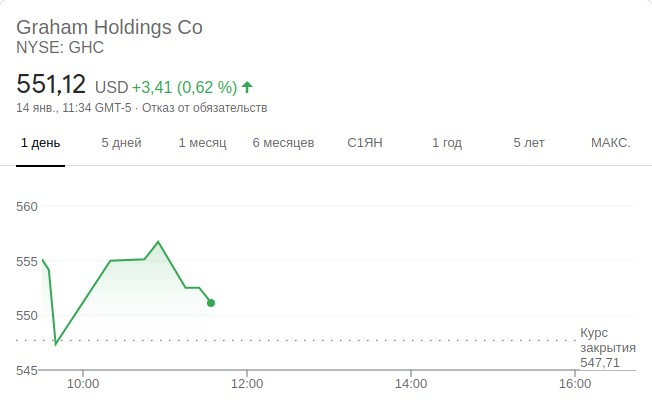 Graham Holdings Co
NYSE: GHC
551,12 USD +3,41 (0,62 %)
14 янв., 11:34 GMT-5 · Отказ от обязательств
1 день 5 дней 1 месяц 6 месяцев С1ЯН 1 год 5 лет МАКС.
560
555
550
Курс
закрытия
547,71
545
10:00 12:00 14:00 16:00